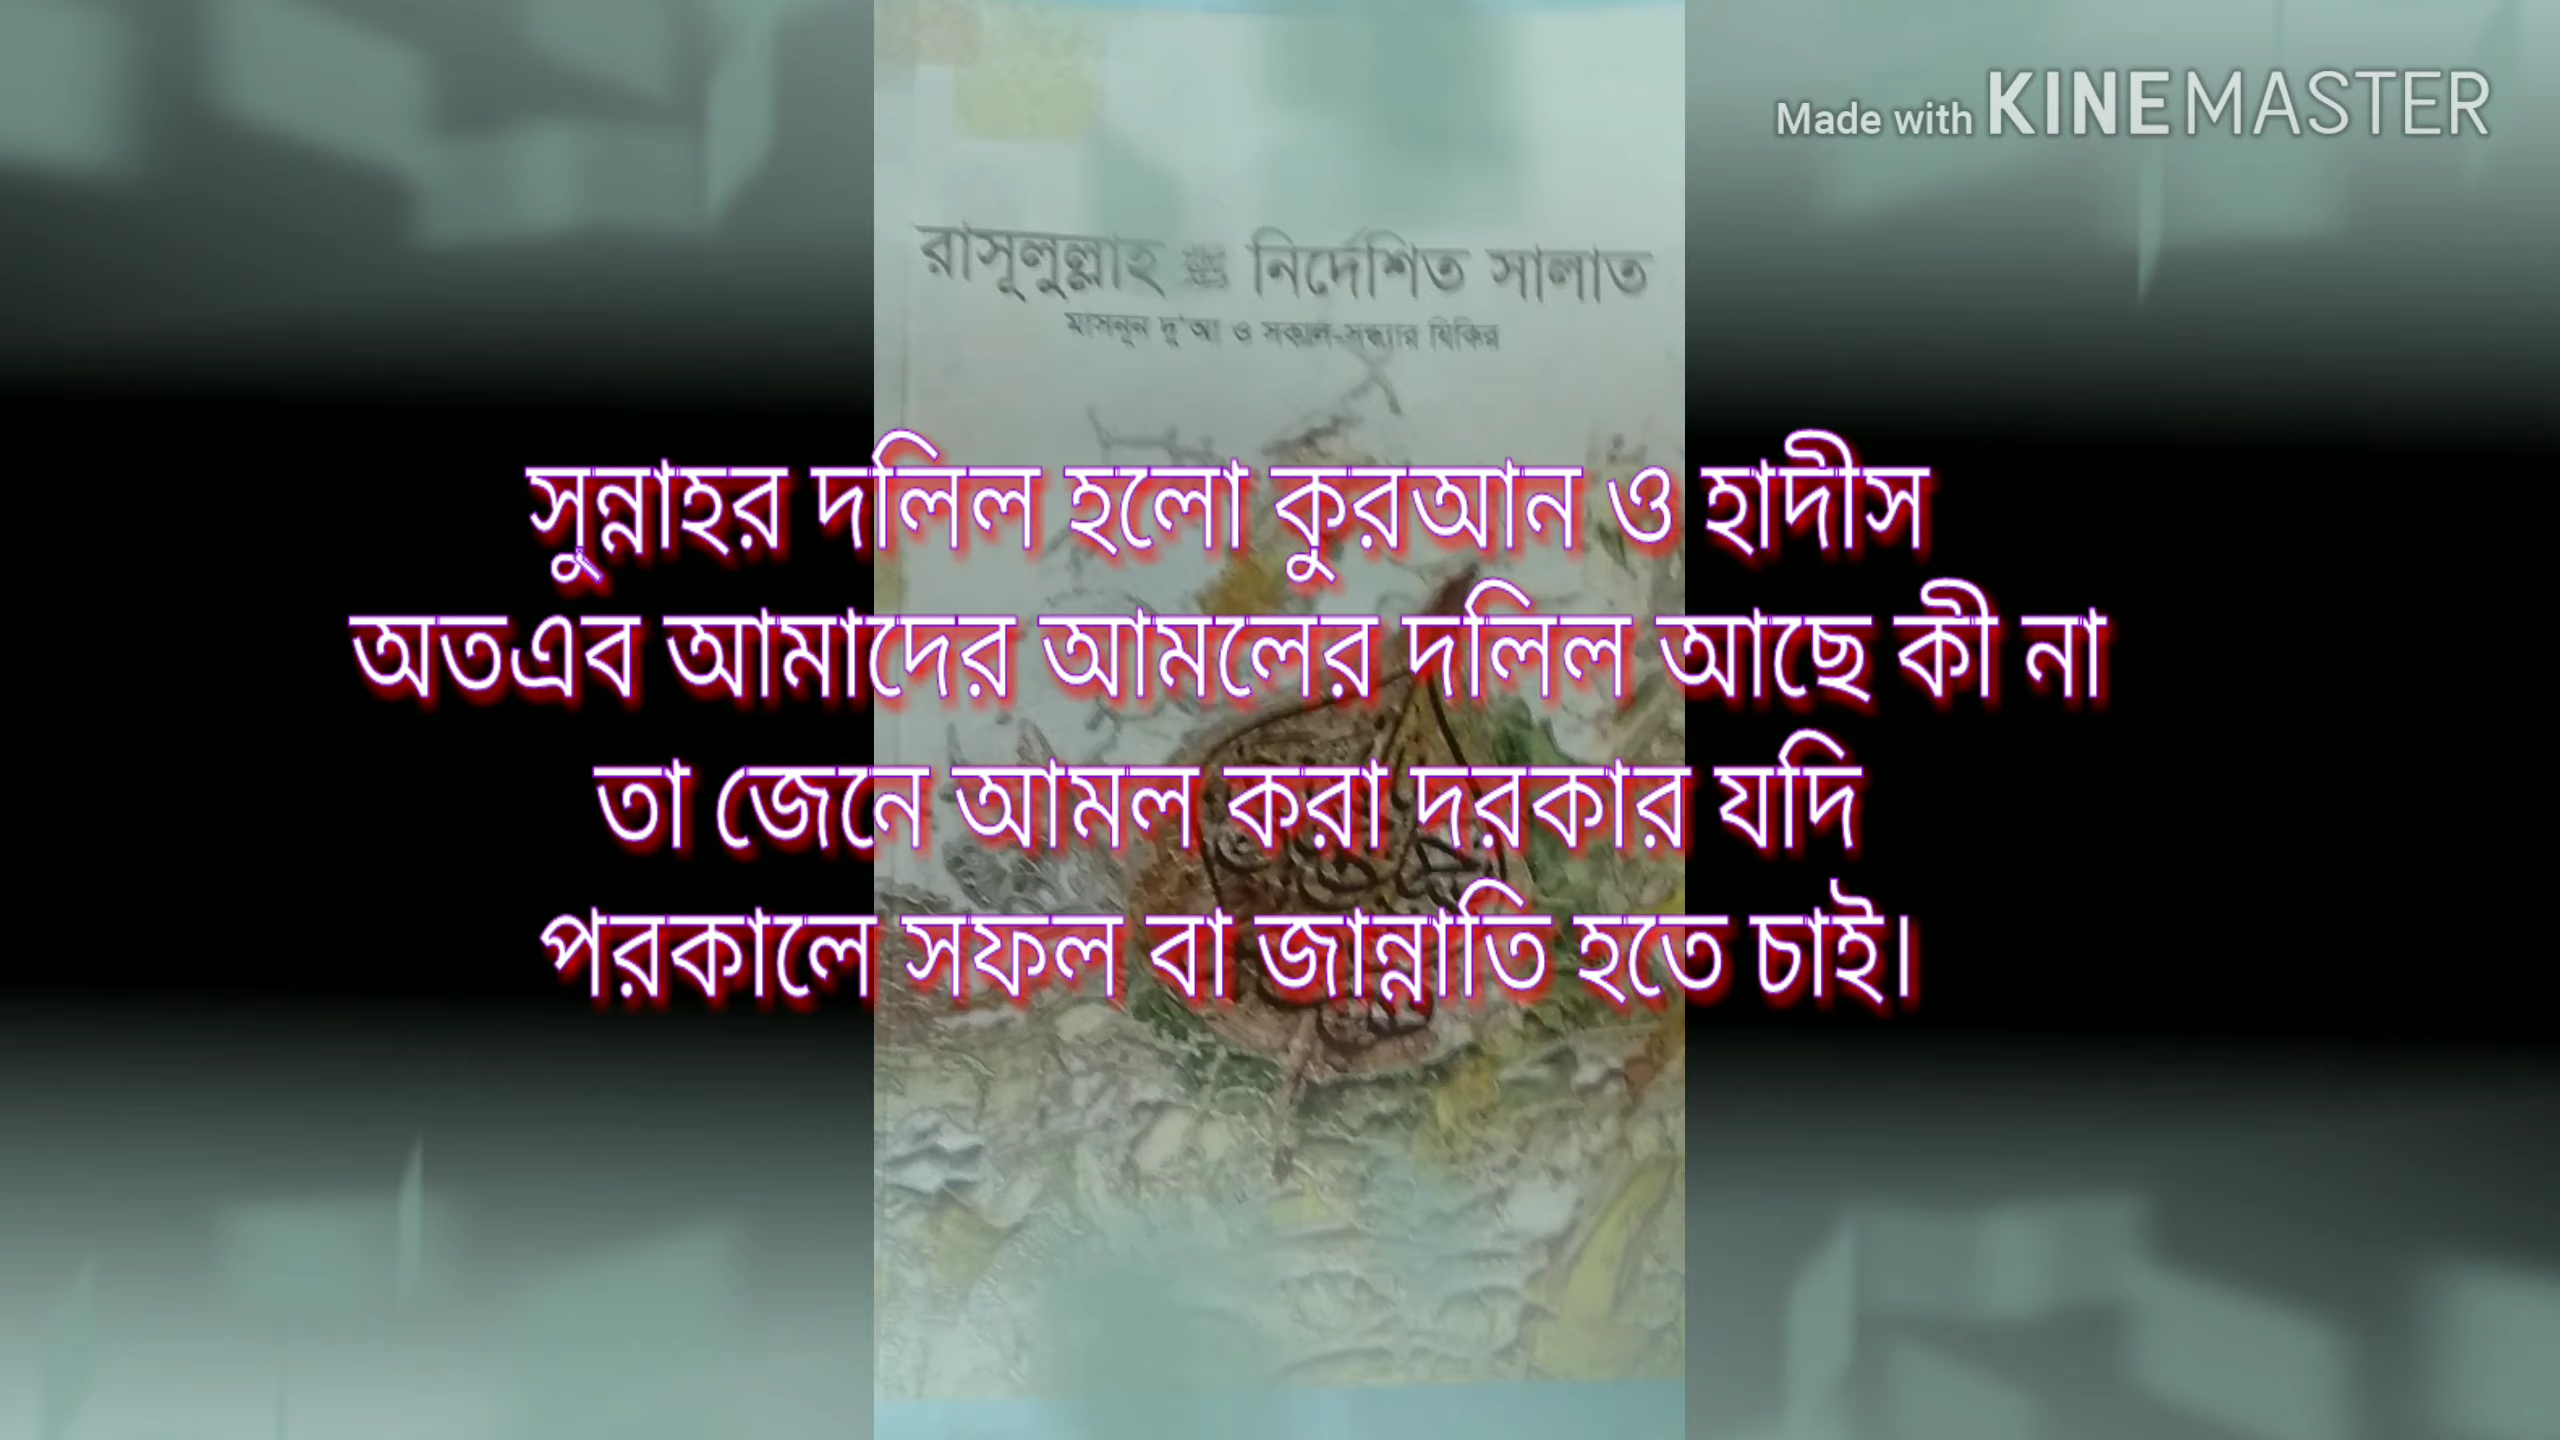 Made with KINEMASTER
রাসূলুল্লাহ ﷺ নির্দেশিত সালাত
মাসনূন দু'আ ও সকাল-সন্ধ্যার যিকির
সুন্নাহর দলিল হলো কুরআন ও হাদীস
অতএব আমাদের আমলের দলিল আছে কী না
তা জেনে আমল করা দরকার যদি
পরকালে সফল বা জান্নাতি হতে চাই।